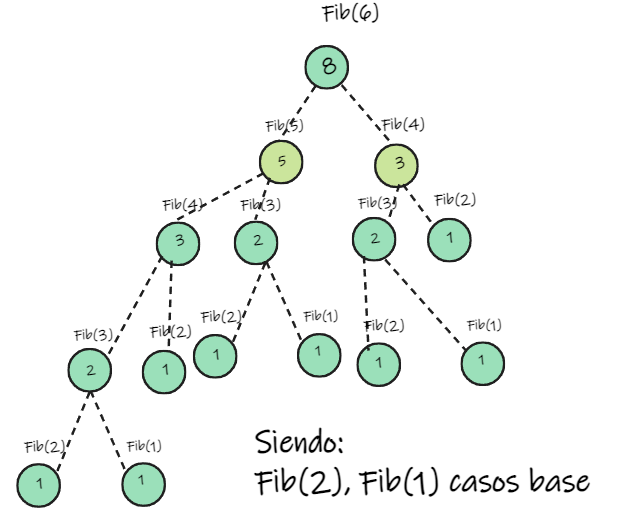 Fib(6)
8
Fib(5)
Fib(4)
5
3
Fib(4)
Fib(3)
Fib(3)
Fib(2)
3
2
2
1
Fib(3)
Fib(2)
Fib(2)
Fib(1)
Fib(2)
Fib(1)
2
1
1
1
1
1
Fib(2)
Fib(1)
1
1
Siendo:
Fib(2), Fib(1) casos base